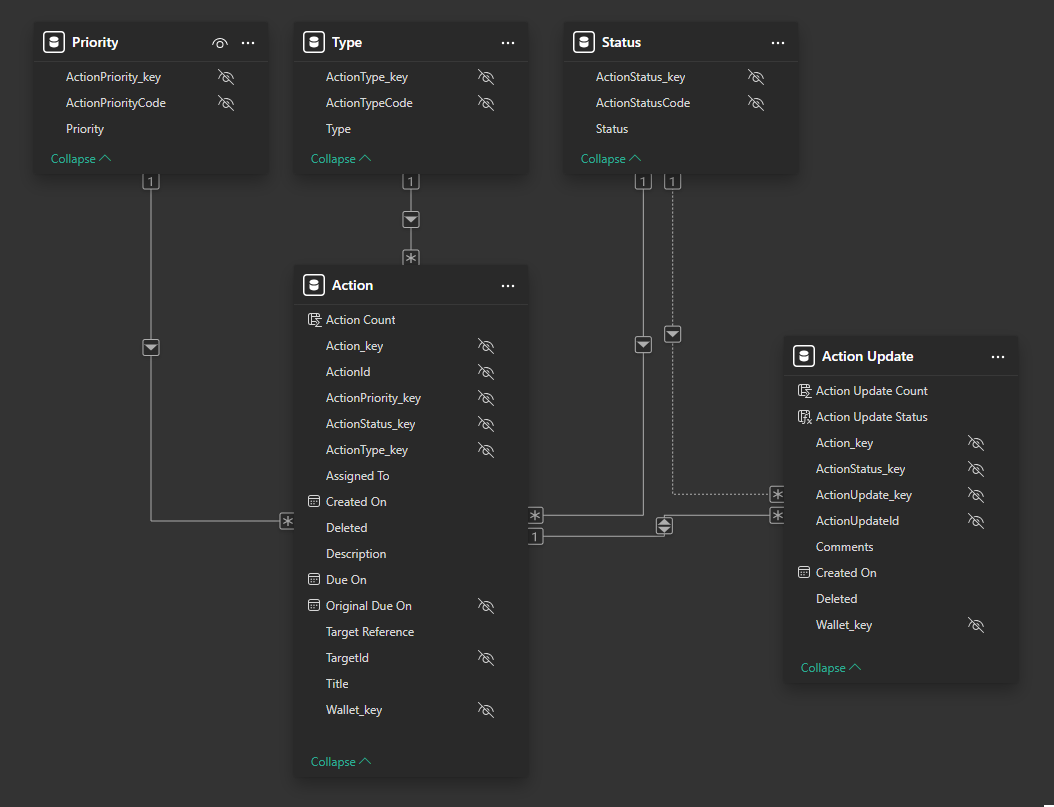 Priority
ActionPriority_key
ActionPriorityCode
Priority
Collapse
Type
ActionType_key
ActionTypeCode
Type
Collapse
Status
ActionStatus_key
ActionStatusCode
Status
Collapse
1
1
1
1
*
Action
Action Count
Action_key
ActionId
ActionPriority_key
ActionStatus_key
ActionType_key
Assigned To
Created On
Deleted
Description
Due On
Original Due On
Target Reference
TargetId
Title
Wallet_key
Collapse
*
*
1
*
*
Action Update
Action Update Count
Action Update Status
Action_key
ActionStatus_key
ActionUpdate_key
ActionUpdateId
Comments
Created On
Deleted
Wallet_key
Collapse